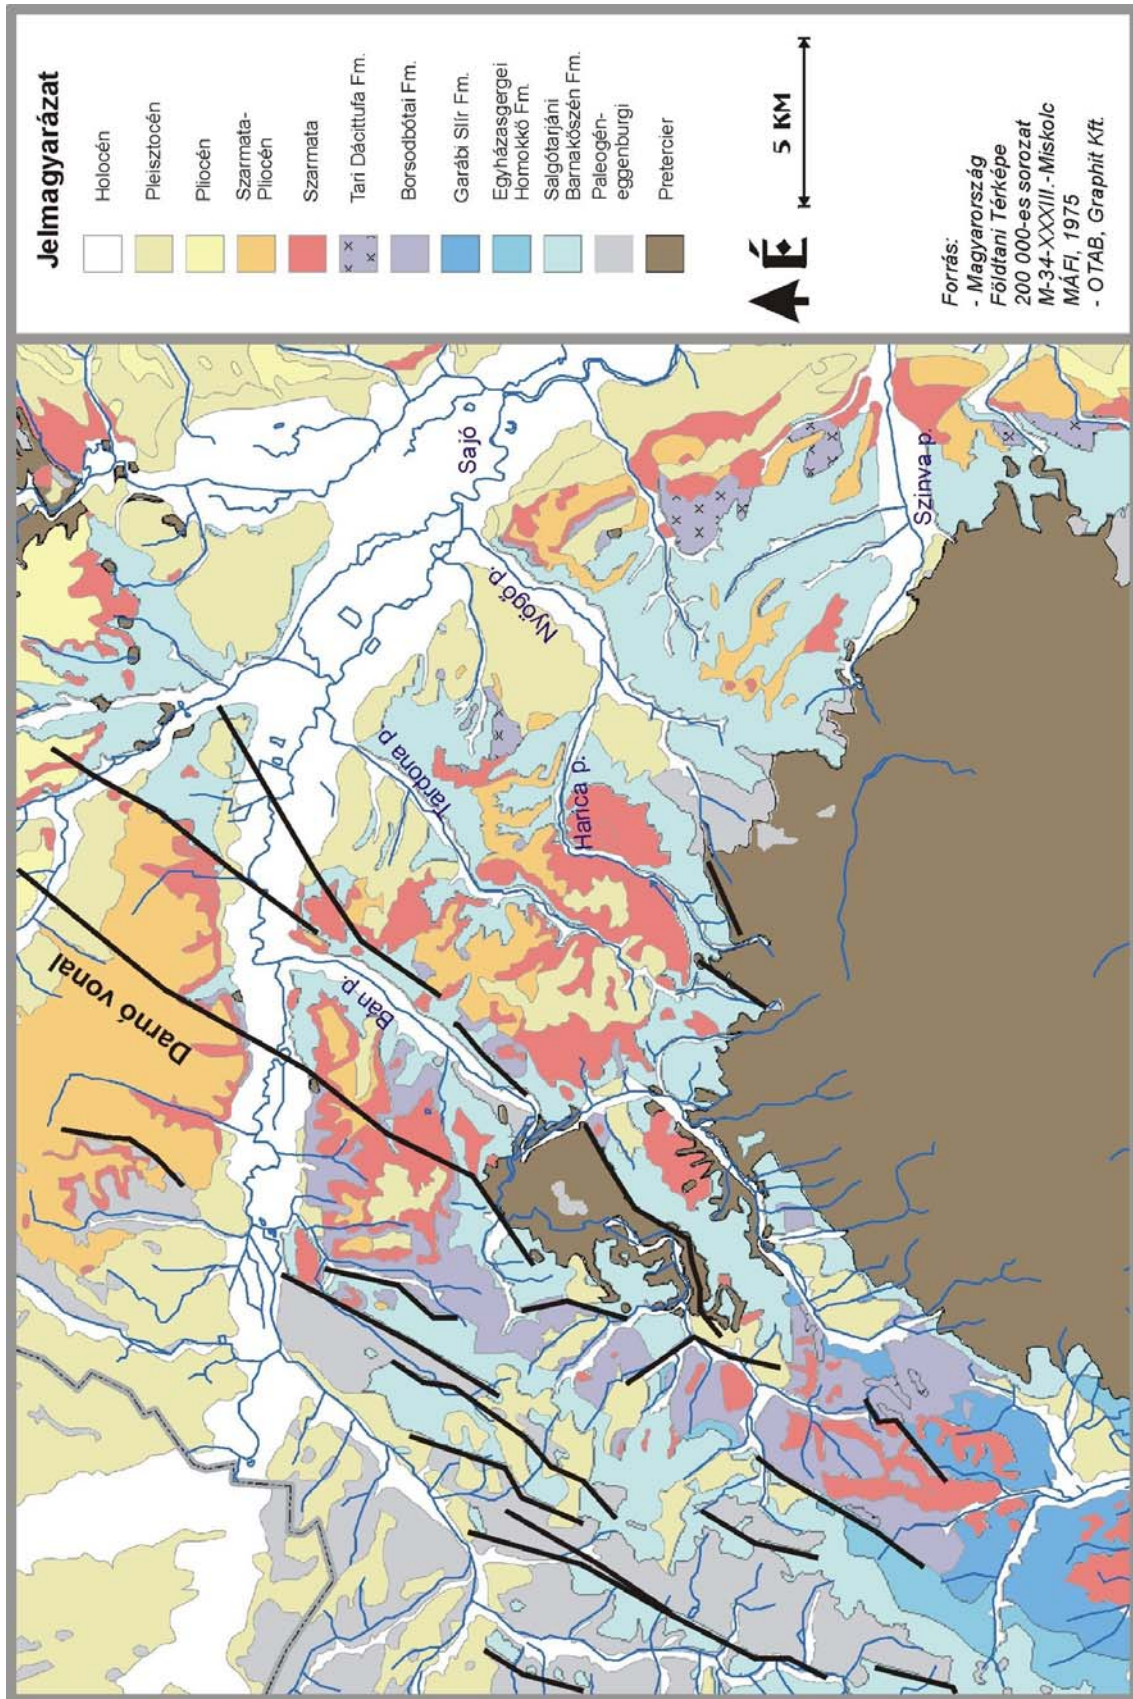 Jelmagyarázat
Holocén
Pleisztocén
Pliocén
Szarmata-
Pliocén
Szarmata
Tari Dácittufa Fm.
Borsodbótai Fm.
Garábi Slír Fm.
Egyházasgergei
Homokkő Fm.
Salgótarjáni
Barnakőszén Fm.
Paleogén-
eggenburgi
Pretercier
É
5 KM
Forrás:
- Magyarország
Földtani Térképe
200 000-es sorozat
M-34-XXXIII.-Miskolc
MÁFI, 1975
- OTAB, Graphit Kft.
Darnó vonal
Bán p.
Tardona p.
Harica p.
Nyögő p.
Sajó
Szinva p.